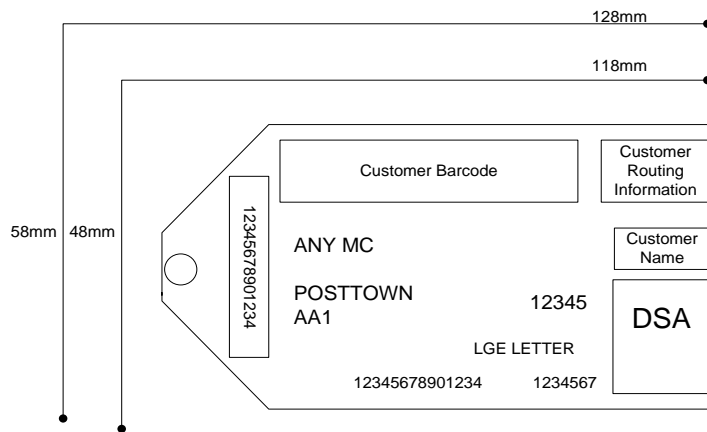 128mm
118mm
Customer Barcode
Customer
Routing
Information
58mm
48mm
12345678901234
ANY MC
Customer
Name
POSTTOWN
AA1
12345
DSA
LGE LETTER
12345678901234
1234567